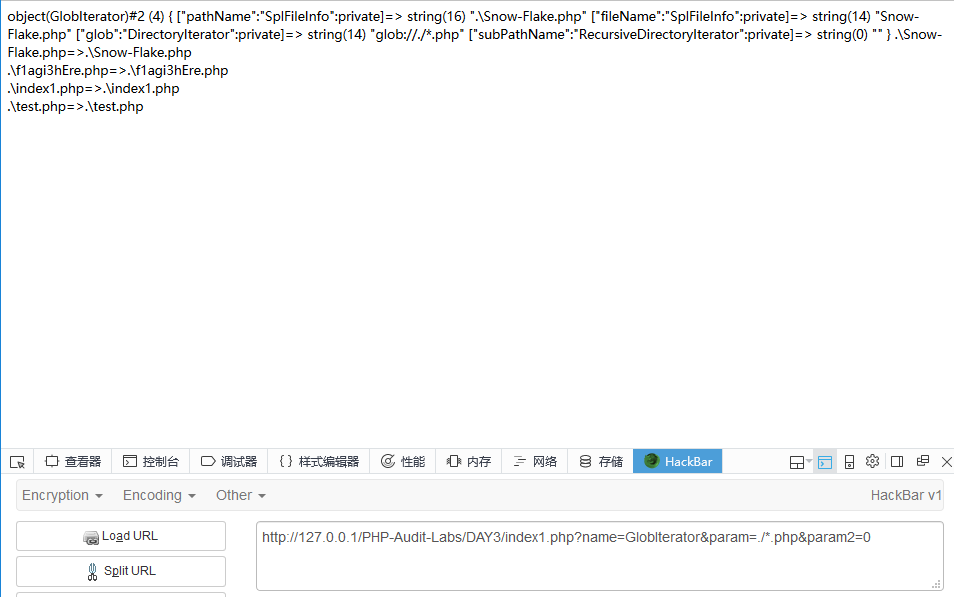 object(GlobIterator)#2 (4) { ["pathName":"SplFileInfo":private]=> string(16) ".\Snow-Flake.php" ["fileName":"SplFileInfo":private]=> string(14) "Snow-
Flake.php" ["glob":"DirectoryIterator":private]=> string(14) "glob://./*.php" ["subPathName":"RecursiveDirectoryIterator":private]=> string(0) "" } .\Snow-
Flake.php=>.\Snow-Flake.php
.\f1agi3hEre.php=>.\f1agi3hEre.php
.\index1.php=>.\index1.php
.\test.php=>.\test.php
查看器 控制台 调试器 {} 样式编辑器 性能 内存 网络 存储 HackBar
Encryption Encoding Other HackBar v1
Load URL http://127.0.0.1/PHP-Audit-Labs/DAY3/index1.php?name=GlobIterator&param=./*.php&param2=0
Split URL